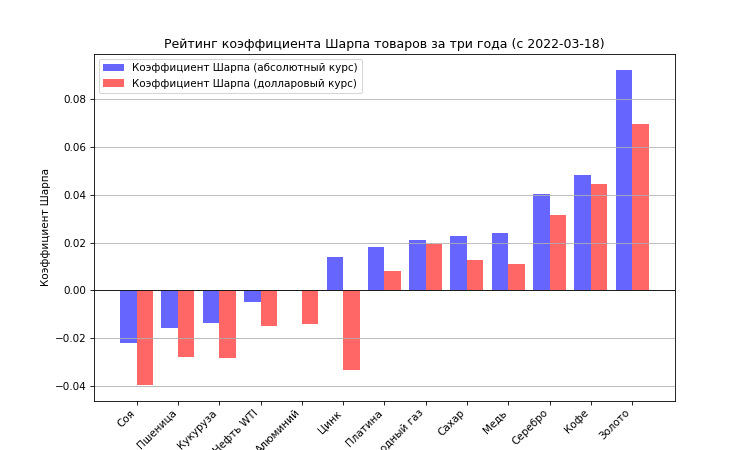 Рейтинг коэффициента Шарпа товаров за три года (с 2022-03-18)
Коэффициент Шарпа (абсолютный курс)
Коэффициент Шарпа (долларовый курс)
Коэффициент Шарпа
0.08
0.06
0.04
0.02
0.00
−0.02
−0.04
Соя
Пшеница
Кукуруза
Нефть WTI
Алюминий
Цинк
Платина
одный газ
Сахар
Медь
Серебро
Кофе
Золото